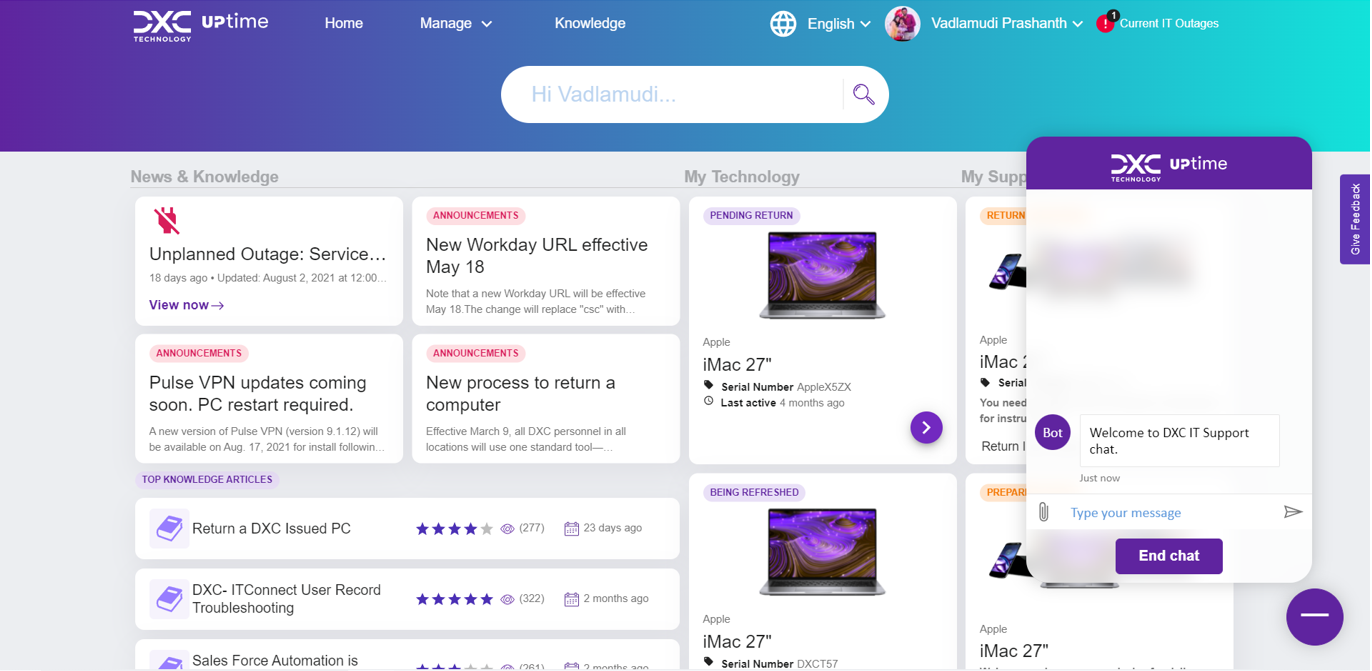 DXC TECHNOLOGY UPtime
Home
Manage
Knowledge
English
Vadlamudi Prashanth
1
Current IT Outages
Hi Vadlamudi...
News & Knowledge
Unplanned Outage: Service...
18 days ago • Updated: August 2, 2021 at 12:00...
View now
ANNOUNCEMENTS
New Workday URL effective
May 18
Note that a new Workday URL will be effective
May 18.The change will replace "csc" with...
ANNOUNCEMENTS
Pulse VPN updates coming
soon. PC restart required.
A new version of Pulse VPN (version 9.1.12) will
be available on Aug. 17, 2021 for install followin...
ANNOUNCEMENTS
New process to return a
computer
Effective March 9, all DXC personnel in all
locations will use one standard tool—...
TOP KNOWLEDGE ARTICLES
Return a DXC Issued PC
(277)
23 days ago
DXC- ITConnect User Record
Troubleshooting
(322)
2 months ago
Sales Force Automation is
(261)
2 months ago
My Technology
PENDING RETURN
Apple
iMac 27"
Serial Number AppleX5ZX
Last active 4 months ago
BEING REFRESHED
Apple
iMac 27"
Serial Number DXCT57
My Supp
RETURN
Apple
iMac 2
Serial
You need
for instru
Return I
PREPAR
Apple
iMac 27"
DXC TECHNOLOGY UPtime
Bot
Welcome to DXC IT Support
chat.
Just now
Type your message
End chat
Give Feedback